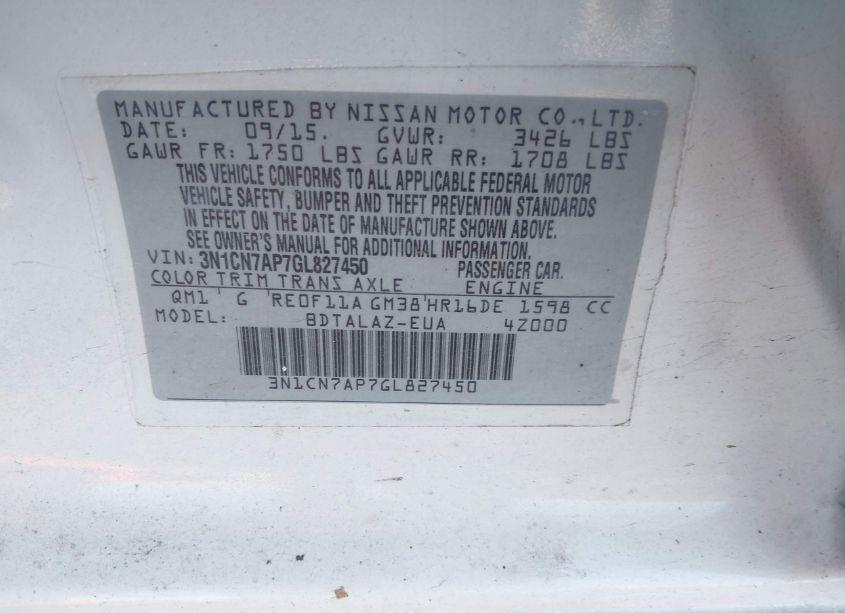 MANUFACTURED BY NISSAN MOTOR CO., LTD.
DATE: 09/15. GVWR: 3426 LBS
GAWR FR: 1750 LBS GAWR RR: 1708 LBS
THIS VEHICLE CONFORMS TO ALL APPLICABLE FEDERAL MOTOR
VEHICLE SAFETY, BUMPER AND THEFT PREVENTION STANDARDS
IN EFFECT ON THE DATE OF MANUFACTURE SHOWN ABOVE.
SEE OWNER'S MANUAL FOR ADDITIONAL INFORMATION.
VIN: 3N1CN7AP7GL827450 PASSENGER CAR.
COLOR TRIM TRANS AXLE ENGINE
QM1 G RE0F11A GM38 HR16DE 1598 CC
MODEL: BDTALAZ-EUA 4Z000
3N1CN7AP7GL827450